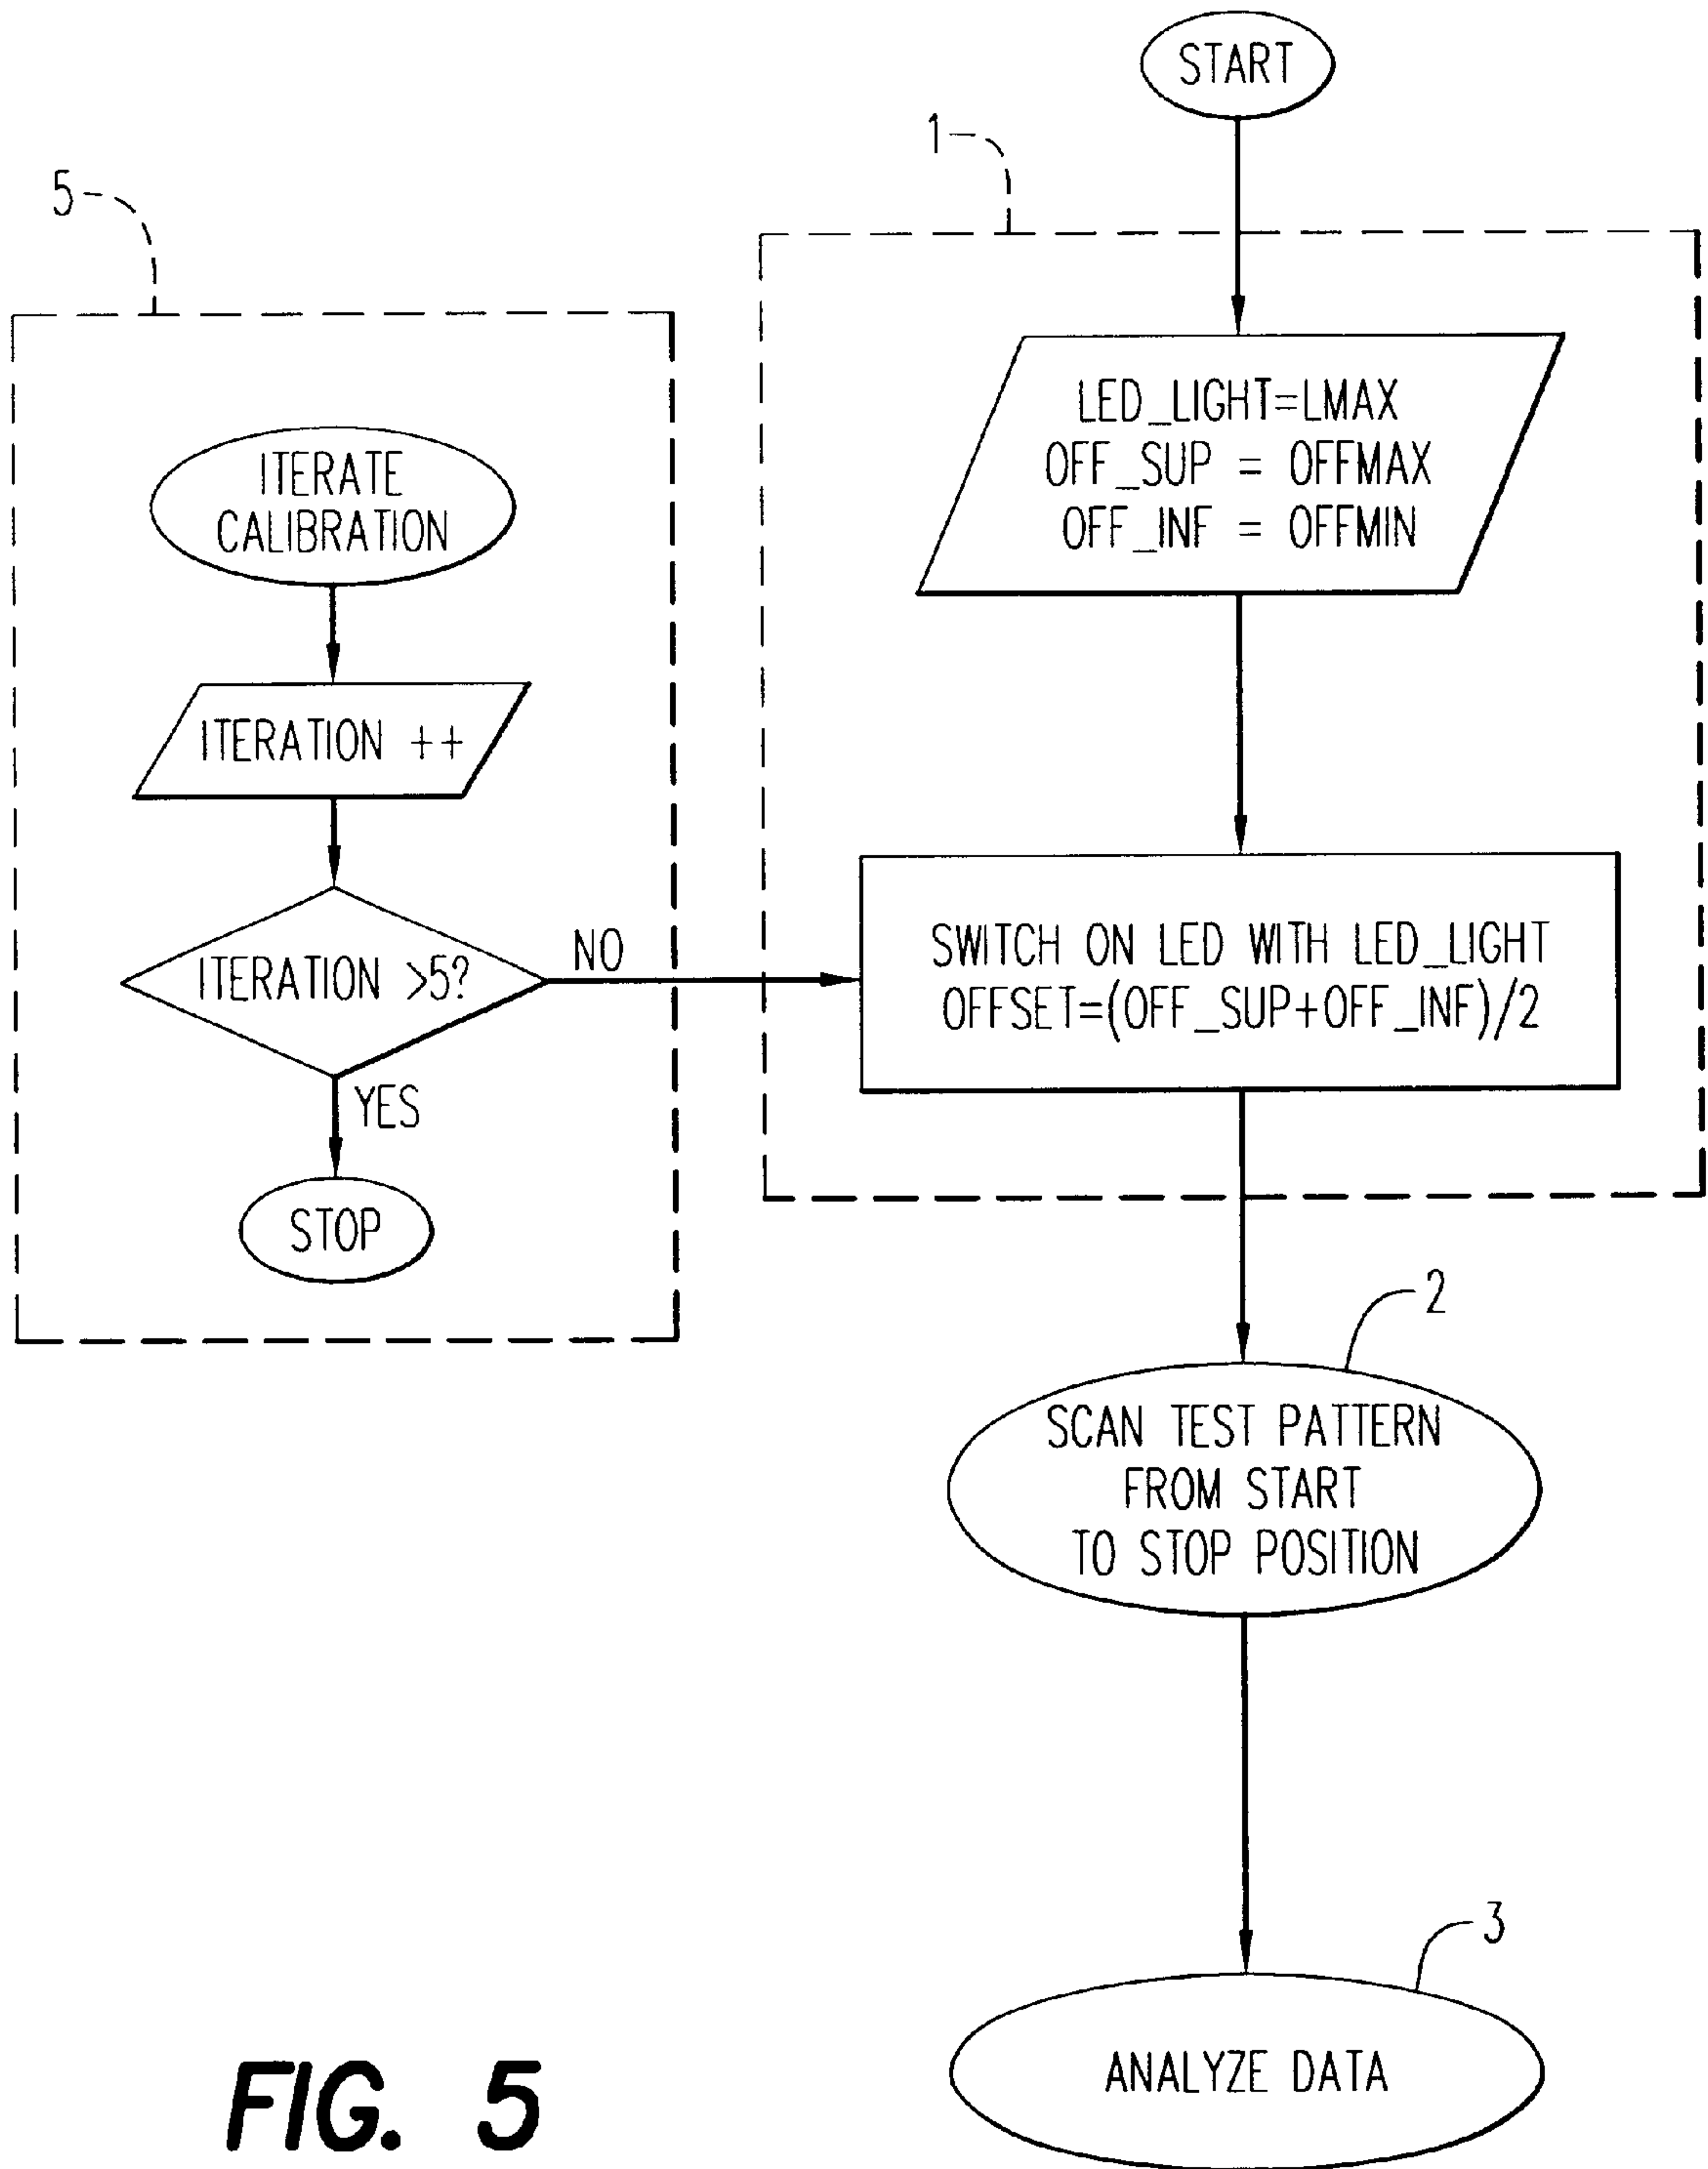 START
1
5
LED_LIGHT=LMAX
OFF_SUP = OFFMAX
OFF_INF = OFFMIN
ITERATE
CALIBRATION
ITERATION ++
ITERATION >5?
NO
YES
STOP
SWITCH ON LED WITH LED_LIGHT
OFFSET=(OFF_SUP+OFF_INF)/2
2
SCAN TEST PATTERN
FROM START
TO STOP POSITION
3
ANALYZE DATA
FIG. 5